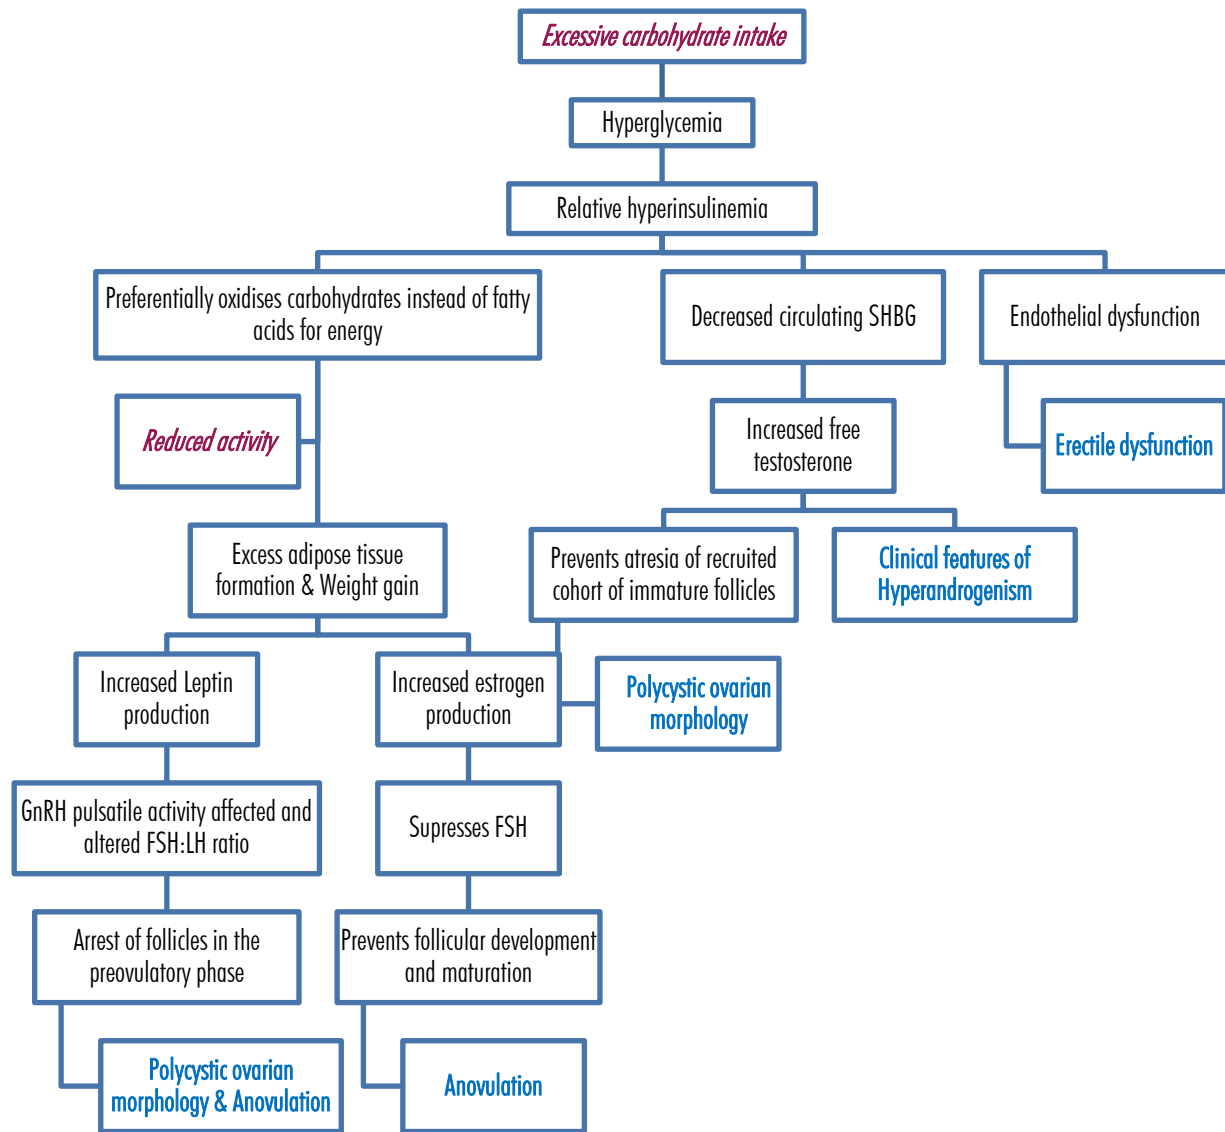 Excessive carbohydrate intake
Hyperglycemia
Relative hyperinsulinemia
Preferentially oxidises carbohydrates instead of fatty
acids for energy
Decreased circulating SHBG
Endothelial dysfunction
Reduced activity
Increased free
testosterone
Erectile dysfunction
Excess adipose tissue
formation & Weight gain
Prevents atresia of recruited
cohort of immature follicles
Clinical features of
Hyperandrogenism
Increased Leptin
production
Increased estrogen
production
Polycystic ovarian
morphology
GnRH pulsatile activity affected and
altered FSH:LH ratio
Supresses FSH
Arrest of follicles in the
preovulatory phase
Prevents follicular development
and maturation
Polycystic ovarian
morphology & Anovulation
Anovulation